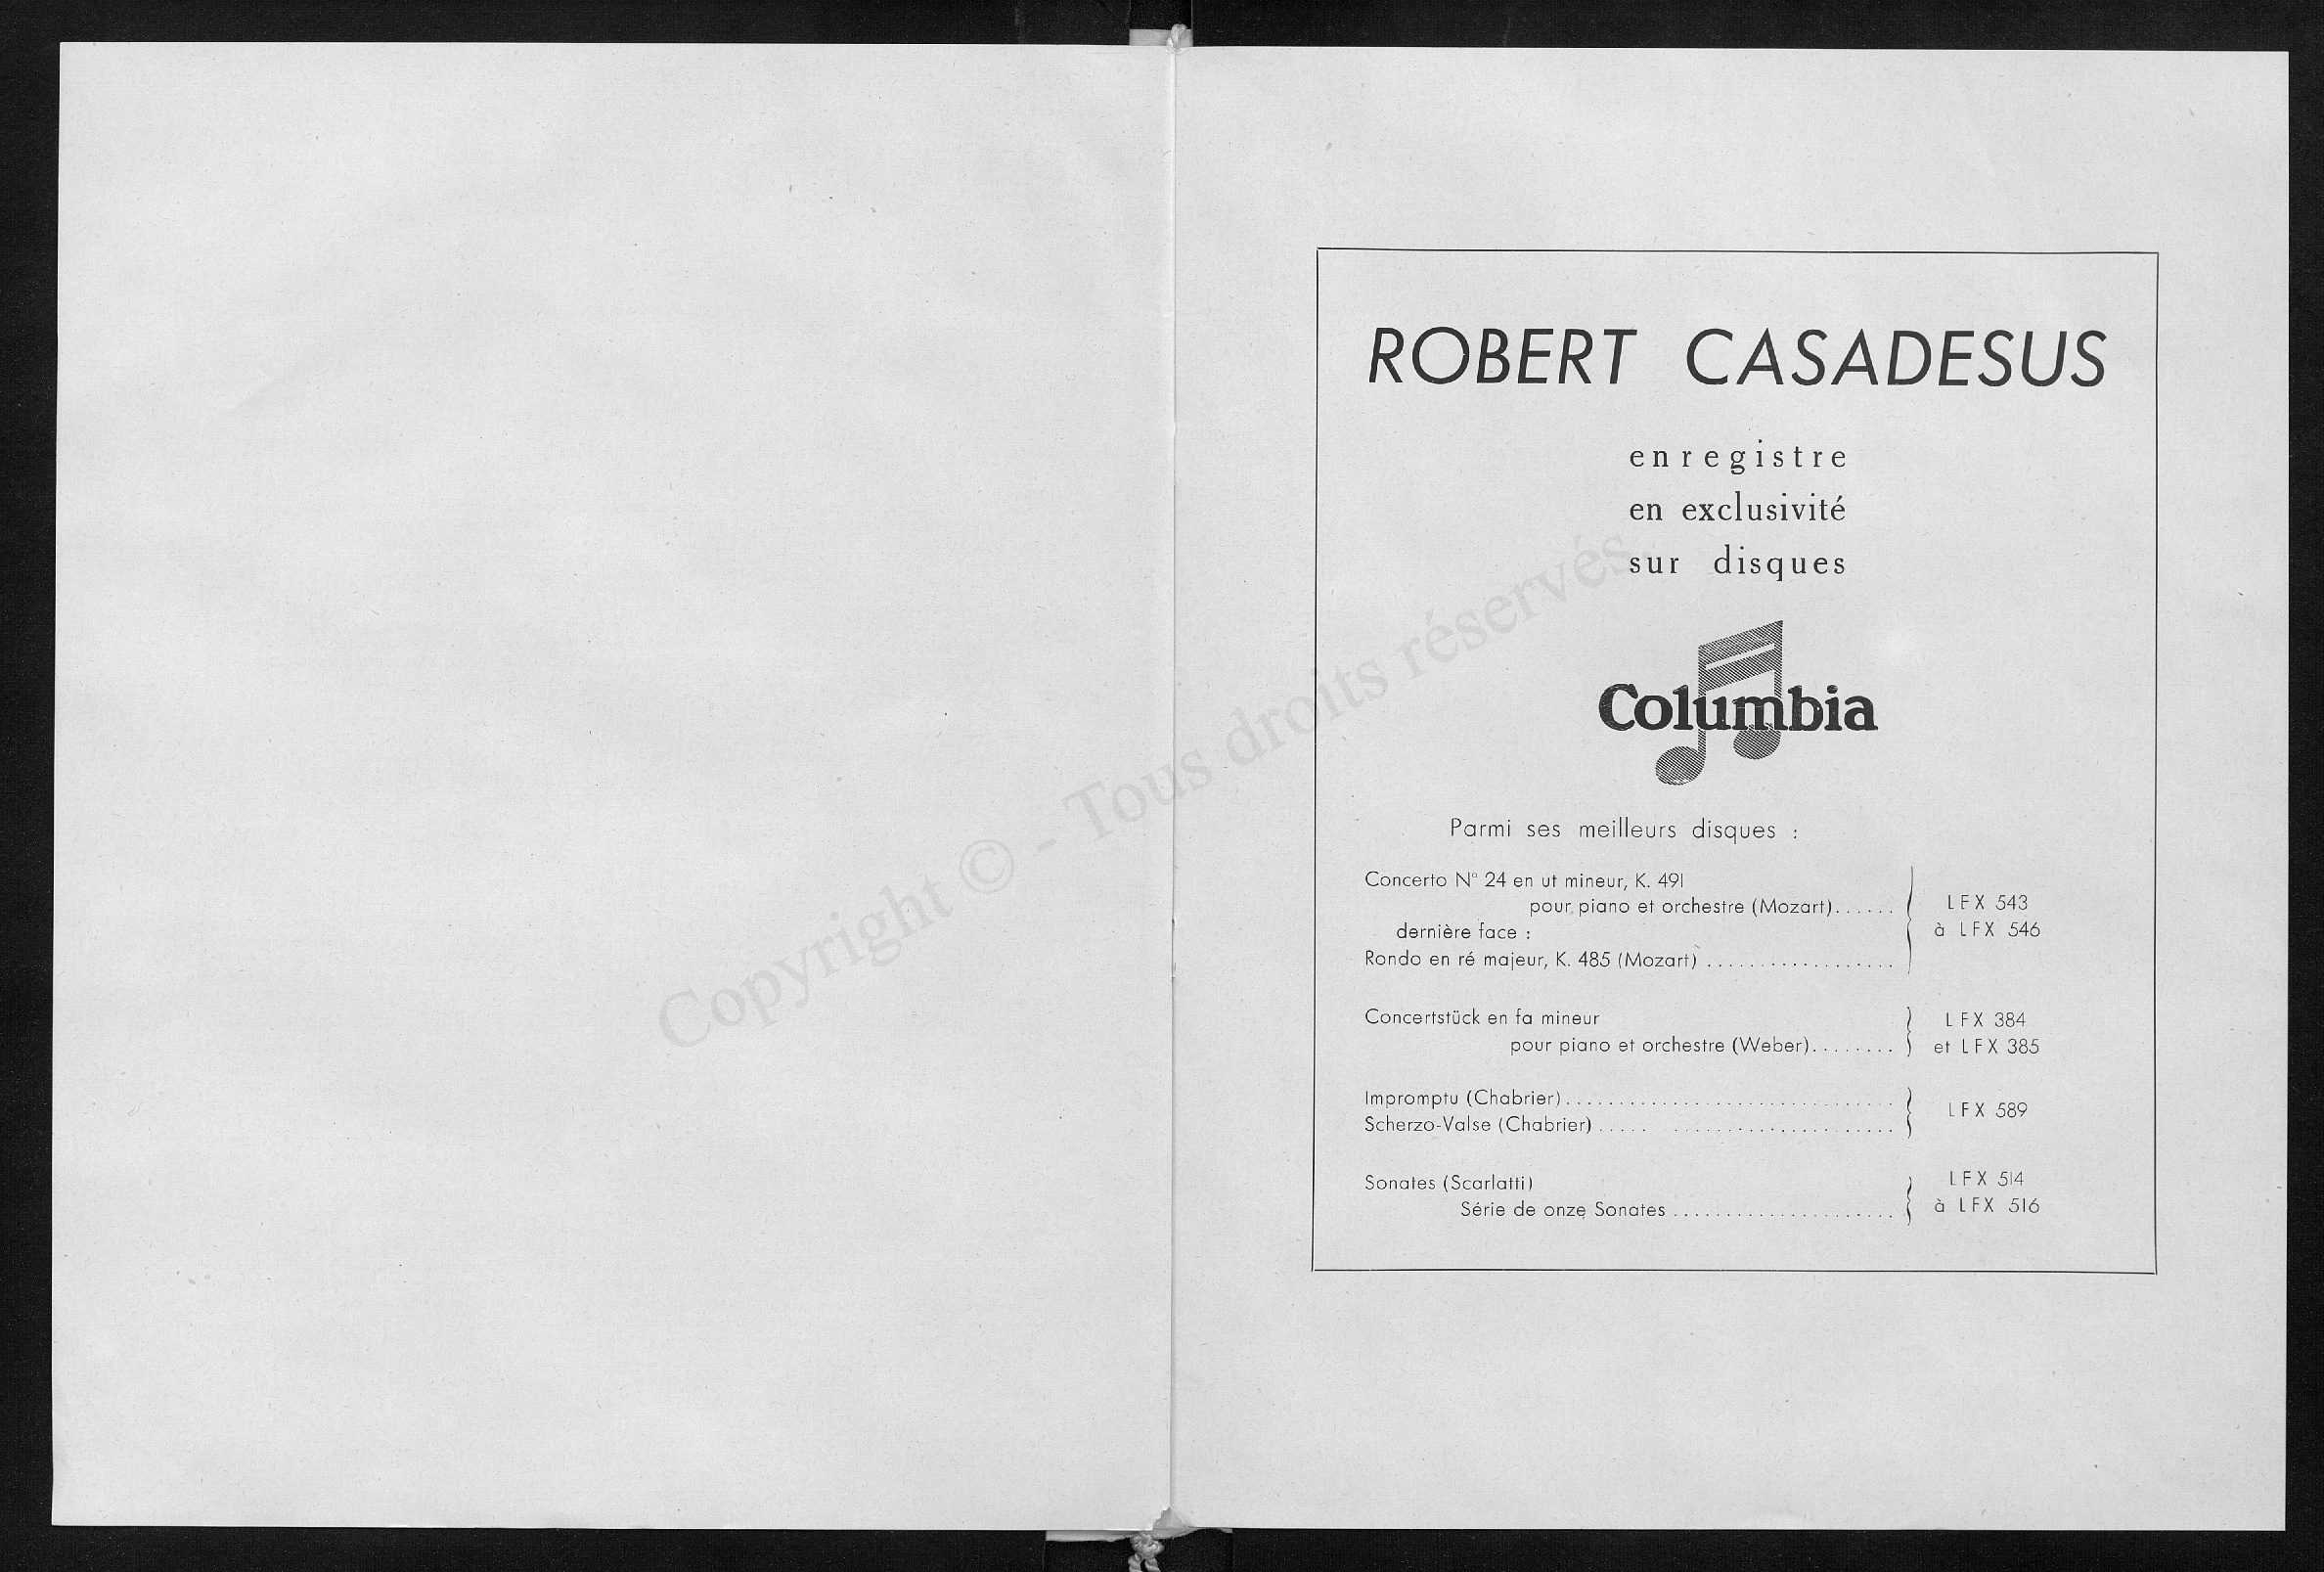 ROBERT CASADESUS
enregistre
en exclusivité
sur disques
Columbia
Parmi ses meilleurs disques :
Concerto N° 24 en ut mineur, K. 491
pour piano et orchestre (Mozart)......
dernière face :
Rondo en ré majeur, K. 485 (Mozart) ..................
LFX 543
à LFX 546
Concertstück en fa mineur
pour piano et orchestre (Weber)........
LFX 384
et LFX 385
Impromptu (Chabrier)...............................
Scherzo-Valse (Chabrier) ..... .....................
LFX 589
Sonates (Scarlatti)
Série de onze Sonates .....................
LFX 514
à LFX 516
Copyright © - Tous droits réservés